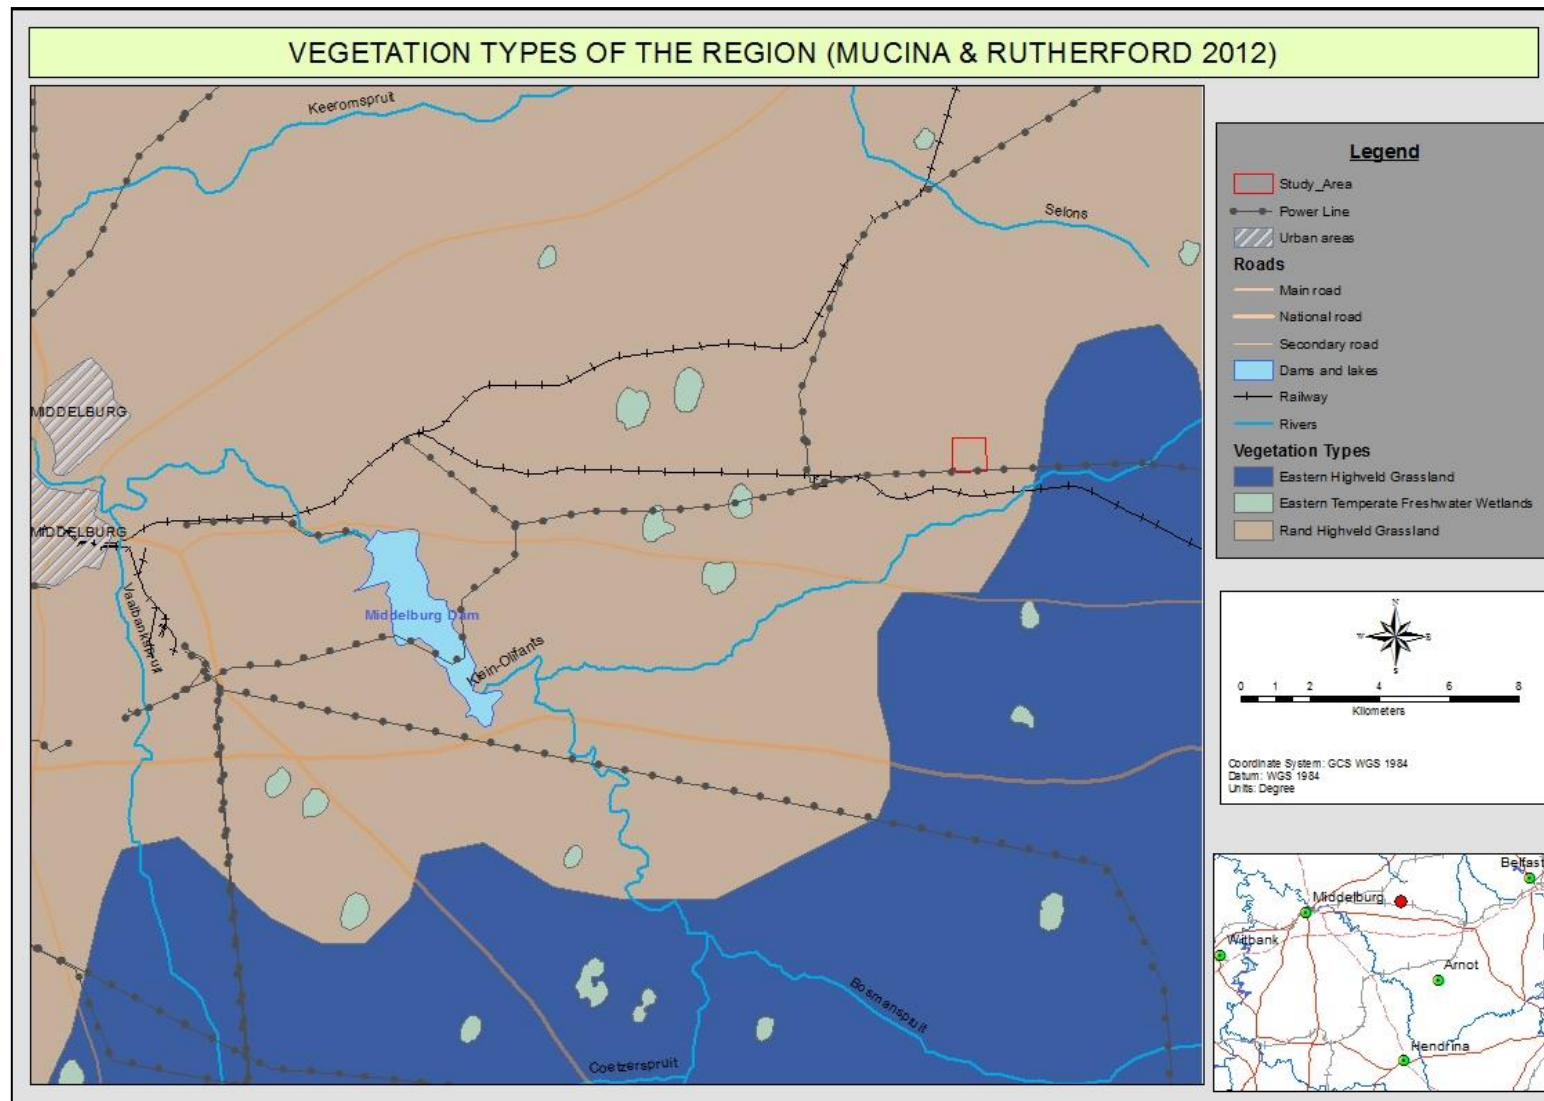 VEGETATION TYPES OF THE REGION (MUCINA & RUTHERFORD 2012)
Keeromspruit
Selons
MIDDELBURG
MIDDELBURG
Vaalbankspruit
Middelburg Dam
Klein-Olifants
Bosmanspruit
Coetzerspruit
Legend
Study_Area
Power Line
Urban areas
Roads
Main road
National road
Secondary road
Dams and lakes
Railway
Rivers
Vegetation Types
Eastern Highveld Grassland
Eastern Temperate Freshwater Wetlands
Rand Highveld Grassland
N
W E
S
0 1 2 4 6 8
Kilometers
Coordinate System: GCS WGS 1984
Datum: WGS 1984
Units: Degree
Belfast
Middelburg
Witbank
Arnot
Hendrina